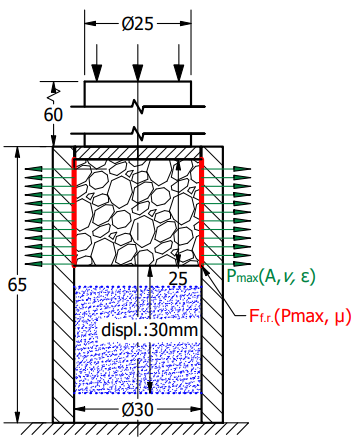 Ø25
60
65
25
Pmax(A,v, ε)
Ff.r.(Pmax, μ)
displ.:30mm
Ø30